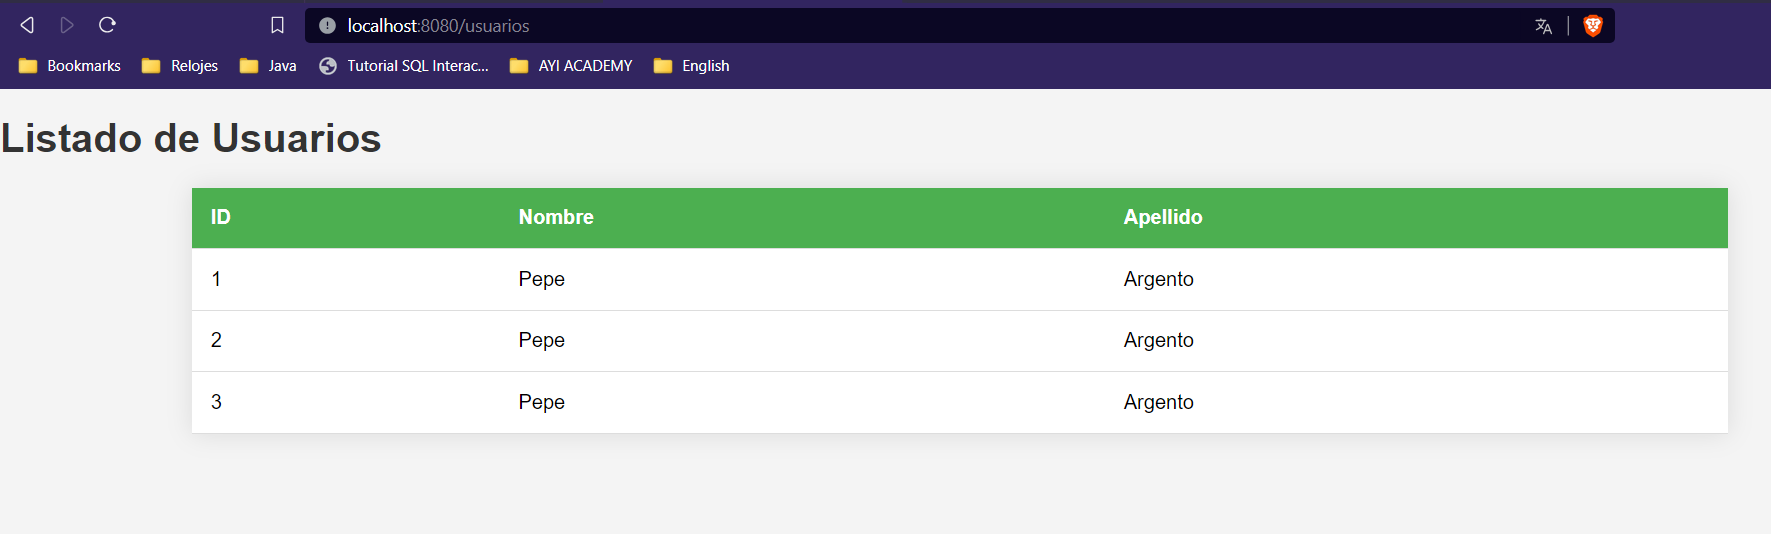 localhost:8080/usuarios
Bookmarks Relojes Java Tutorial SQL Interac... AYI ACADEMY English
Listado de Usuarios
ID Nombre Apellido
1 Pepe Argento
2 Pepe Argento
3 Pepe Argento